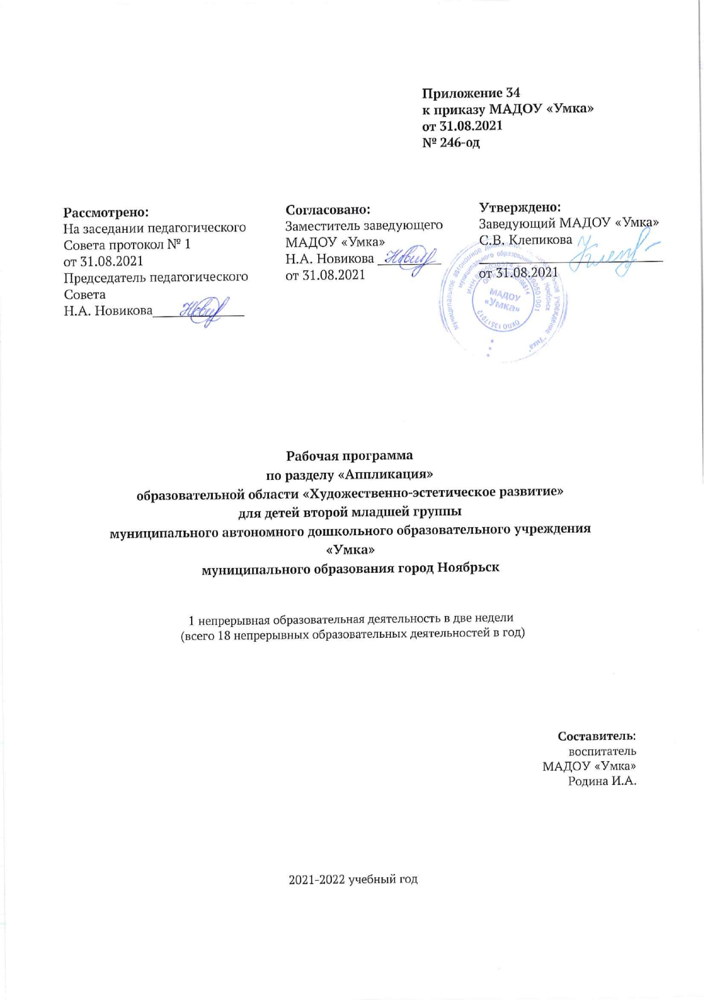 Приложение 34
к приказу МАДОУ «Умка»
от 31.08.2021
№ 246-од
Рассмотрено:
На заседании педагогического
Совета протокол № 1
от 31.08.2021
Председатель педагогического
Совета
Н.А. Новикова
Согласовано:
Заместитель заведующего
МАДОУ «Умка»
Н.А. Новикова
от 31.08.2021
Утверждено:
Заведующий МАДОУ «Умка»
С.В. Клепикова
от 31.08.2021
муниципальное автономное дошкольное учреждение "Умка"
муниципального образования Ноябрьск
ИНН
МАДОУ
«Умка»
ОКПО 13517012
Рабочая программа
по разделу «Аппликация»
образовательной области «Художественно-эстетическое развитие»
для детей второй младшей группы
муниципального автономного дошкольного образовательного учреждения
«Умка»
муниципального образования город Ноябрьск
1 непрерывная образовательная деятельность в две недели
(всего 18 непрерывных образовательных деятельностей в год)
Составитель:
воспитатель
МАДОУ «Умка»
Родина И.А.
2021-2022 учебный год